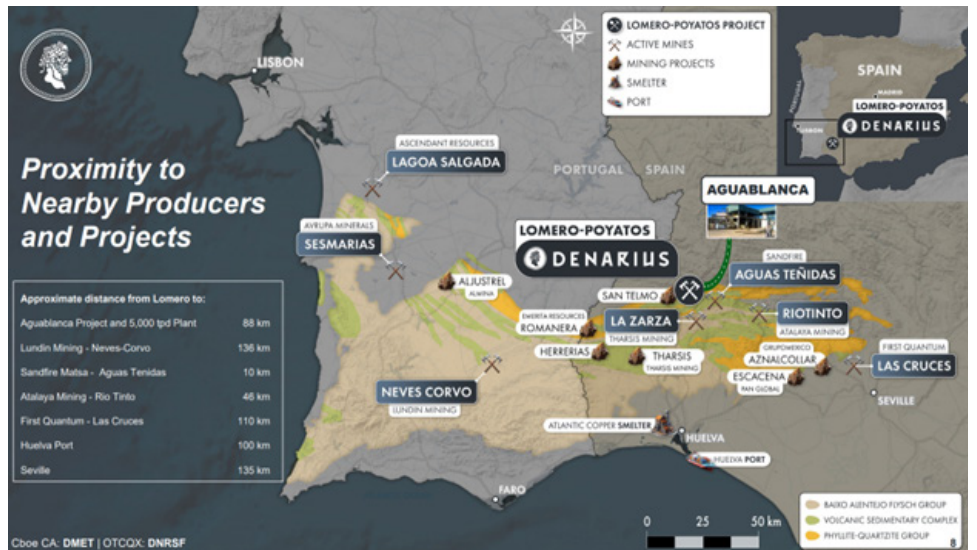 Proximity to
Nearby Producers
and Projects
Approximate distance from Lomero to:
Aguablanca Project and 5,000 tpd Plant 88 km
Lundin Mining - Neves-Corvo 136 km
Sandfire Matsa - Aguas Tenidas 10 km
Atalaya Mining - Rio Tinto 46 km
First Quantum - Las Cruces 110 km
Huelva Port 100 km
Seville 135 km
Cboe CA: DMET | OTCQX: DNRSF
LISBON
ASCENDANT RESOURCES
LAGOA SALGADA
AVRUPA MINERALS
SESMARIAS
ALJUSTREL
ALMINA
NEVES CORVO
LUNDIN MINING
FARO
PORTUGAL
SPAIN
LOMERO-POYATOS
DENARIUS
AGUABLANCA
SAN TELMO
SANDFIRE
AGUAS TEÑIDAS
EMERITA RESOURCES
ROMANERA
LA ZARZA
THARSIS MINING
RIOTINTO
ATALAYA MINING
HERRERIAS
THARSIS
THARSIS MINING
GRUPOMEXICO
AZNALCOLLAR
ESCACENA
PAN GLOBAL
FIRST QUANTUM
LAS CRUCES
SEVILLE
ATLANTIC COPPER SMELTER
HUELVA
HUELVA PORT
LOMERO-POYATOS PROJECT
ACTIVE MINES
MINING PROJECTS
SMELTER
PORT
SPAIN
MADRID
PORTUGAL
LISBON
LOMERO-POYATOS
DENARIUS
0 25 50 km
BAIXO ALENTEJO FLYSCH GROUP
VOLCANIC SEDIMENTARY COMPLEX
PHYLLITE-QUARTZITE GROUP
8